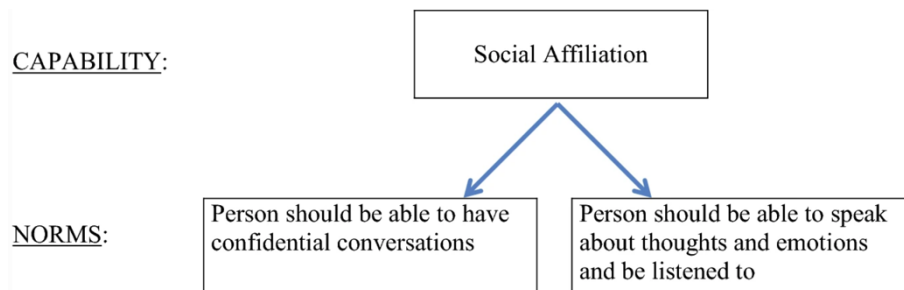 CAPABILITY:
Social Affiliation
NORMS:
Person should be able to have
confidential conversations
Person should be able to speak
about thoughts and emotions
and be listened to